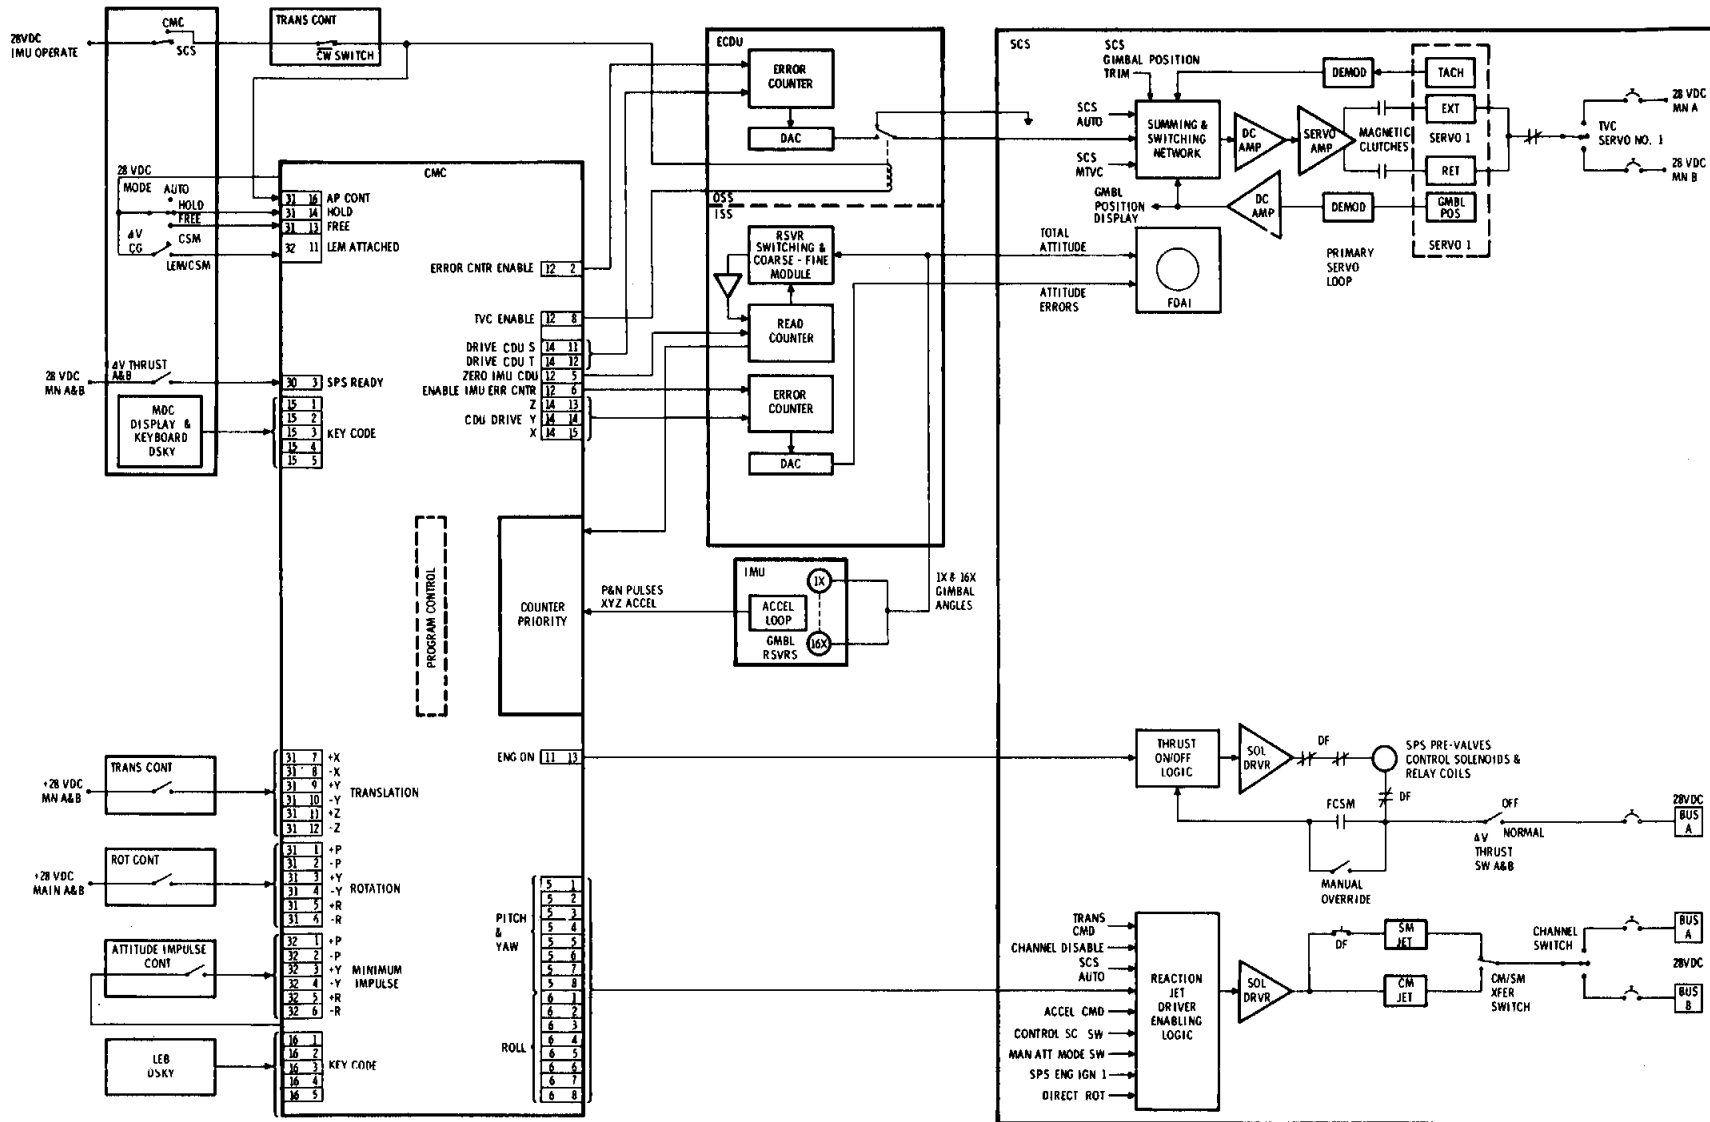 28VDC
IMU OPERATE
CMC
SCS
TRANS CONT
CW SWITCH
28 VDC
MODE
AUTO
HOLD
FREE
ΔV
CG
CSM
LEM/CSM
ΔV THRUST
A&B
28 VDC
MN A&B
MDC
DISPLAY &
KEYBOARD
DSKY
TRANS CONT
+28 VDC
MN A&B
ROT CONT
+28 VDC
MAIN A&B
ATTITUDE IMPULSE
CONT
LEB
DSKY
CMC
31 16 AP CONT
31 14 HOLD
31 13 FREE
32 11 LEM ATTACHED
30 3 SPS READY
15 1
15 2
15 3 KEY CODE
15 4
15 5
31 7 +X
31 8 -X
31 9 +Y
31 10 -Y
31 11 +Z
31 12 -Z
TRANSLATION
31 1 +P
31 2 -P
31 3 +Y
31 4 -Y
31 5 +R
31 6 -R
ROTATION
32 1 +P
32 2 -P
32 3 +Y
32 4 -Y
32 5 +R
32 6 -R
MINIMUM
IMPULSE
16 1
16 2
16 3 KEY CODE
16 4
16 5
ERROR CNTR ENABLE 12 2
TVC ENABLE 12 8
DRIVE CDU S 14 11
DRIVE CDU T 14 12
ZERO IMU CDU 12 5
ENABLE IMU ERR CNTR 12 6
Z 14 13
CDU DRIVE Y 14 14
X 14 15
PROGRAM CONTROL
COUNTER
PRIORITY
ENG ON 11 13
PITCH
&
YAW
5 1
5 2
5 3
5 4
5 5
5 6
5 7
5 8
ROLL
6 1
6 2
6 3
6 4
6 5
6 6
6 7
6 8
ECDU
ERROR
COUNTER
DAC
OSS
ISS
RSVR
SWITCHING &
COARSE - FINE
MODULE
READ
COUNTER
ERROR
COUNTER
DAC
P&N PULSES
XYZ ACCEL
IMU
1X
ACCEL
LOOP
16X
GMBL
RSVRS
1X & 16X
GIMBAL
ANGLES
SCS
SCS
GIMBAL POSITION
TRIM
SCS
AUTO
SCS
MTVC
GMBL
POSITION
DISPLAY
SUMMING &
SWITCHING
NETWORK
DC
AMP
SERVO
AMP
MAGNETIC
CLUTCHES
DEMOD
TACH
EXT
SERVO 1
RET
DC
AMP
DEMOD
GMBL
POS
SERVO 1
TVC
SERVO NO. 1
28 VDC
MN A
28 VDC
MN B
TOTAL
ATTITUDE
ATTITUDE
ERRORS
FDAI
PRIMARY
SERVO
LOOP
THRUST
ON/OFF
LOGIC
SOL
DRVR
DF
SPS PRE-VALVES
CONTROL SOLENOIDS &
RELAY COILS
DF
FCSM
MANUAL
OVERRIDE
OFF
NORMAL
ΔV
THRUST
SW A&B
28VDC
BUS
A
TRANS
CMD
CHANNEL DISABLE
SCS
AUTO
ACCEL CMD
CONTROL SC SW
MAN ATT MODE SW
SPS ENG IGN 1
DIRECT ROT
REACTION
JET
DRIVER
ENABLING
LOGIC
SOL
DRVR
DF
SM
JET
CM
JET
CM/SM
XFER
SWITCH
CHANNEL
SWITCH
BUS
A
28VDC
BUS
B